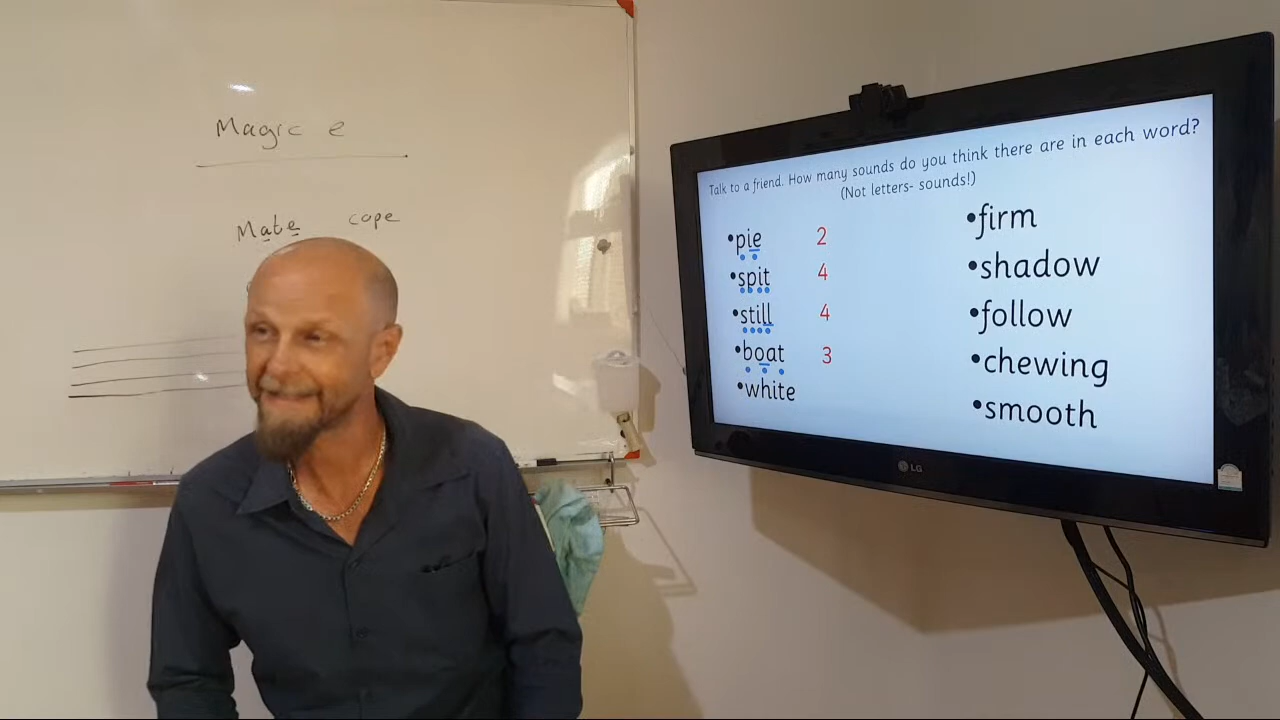 Magic e
Mate cope
Talk to a friend. How many sounds do you think there are in each word?
(Not letters- sounds!)
•pie 2
•spit 4
•still 4
•boat 3
•white
•firm
•shadow
•follow
•chewing
•smooth
LG